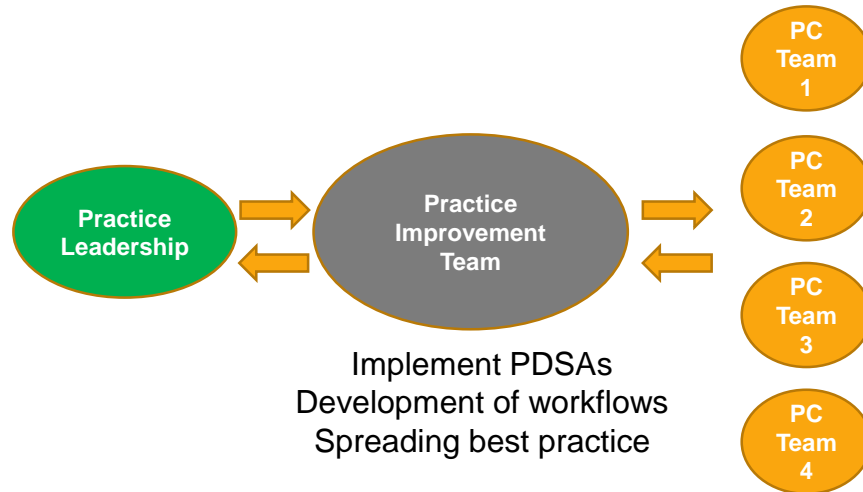 Practice
Leadership
Practice
Improvement
Team
Implement PDSAs
Development of workflows
Spreading best practice
PC
Team
1
PC
Team
2
PC
Team
3
PC
Team
4